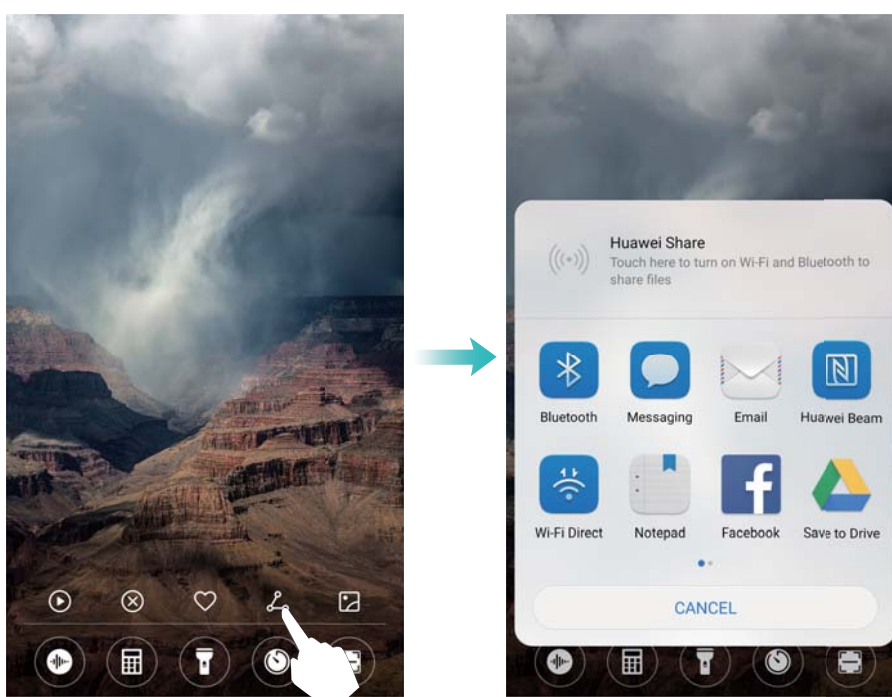 Huawei Share
Touch here to turn on Wi-Fi and Bluetooth to
share files
Bluetooth Messaging Email Huawei Beam
Wi-Fi Direct Notepad Facebook Save to Drive
CANCEL